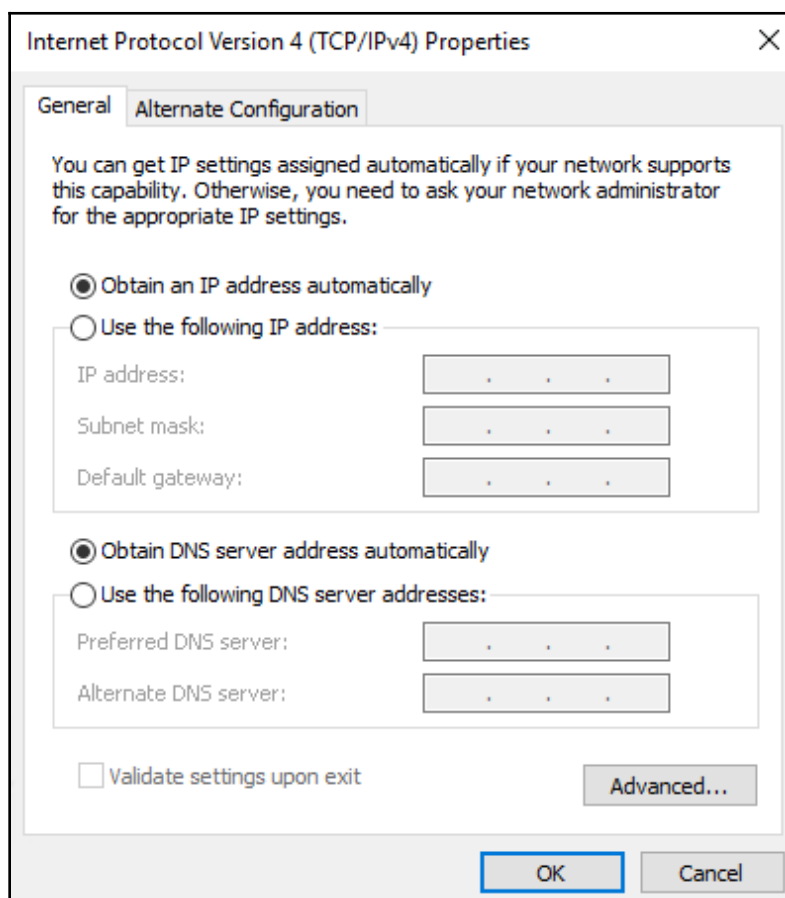 Internet Protocol Version 4 (TCP/IPv4) Properties
General
Alternate Configuration
You can get IP settings assigned automatically if your network supports
this capability. Otherwise, you need to ask your network administrator
for the appropriate IP settings.
Obtain an IP address automatically
Use the following IP address:
IP address:
Subnet mask:
Default gateway:
Obtain DNS server address automatically
Use the following DNS server addresses:
Preferred DNS server:
Alternate DNS server:
Validate settings upon exit
Advanced...
OK
Cancel